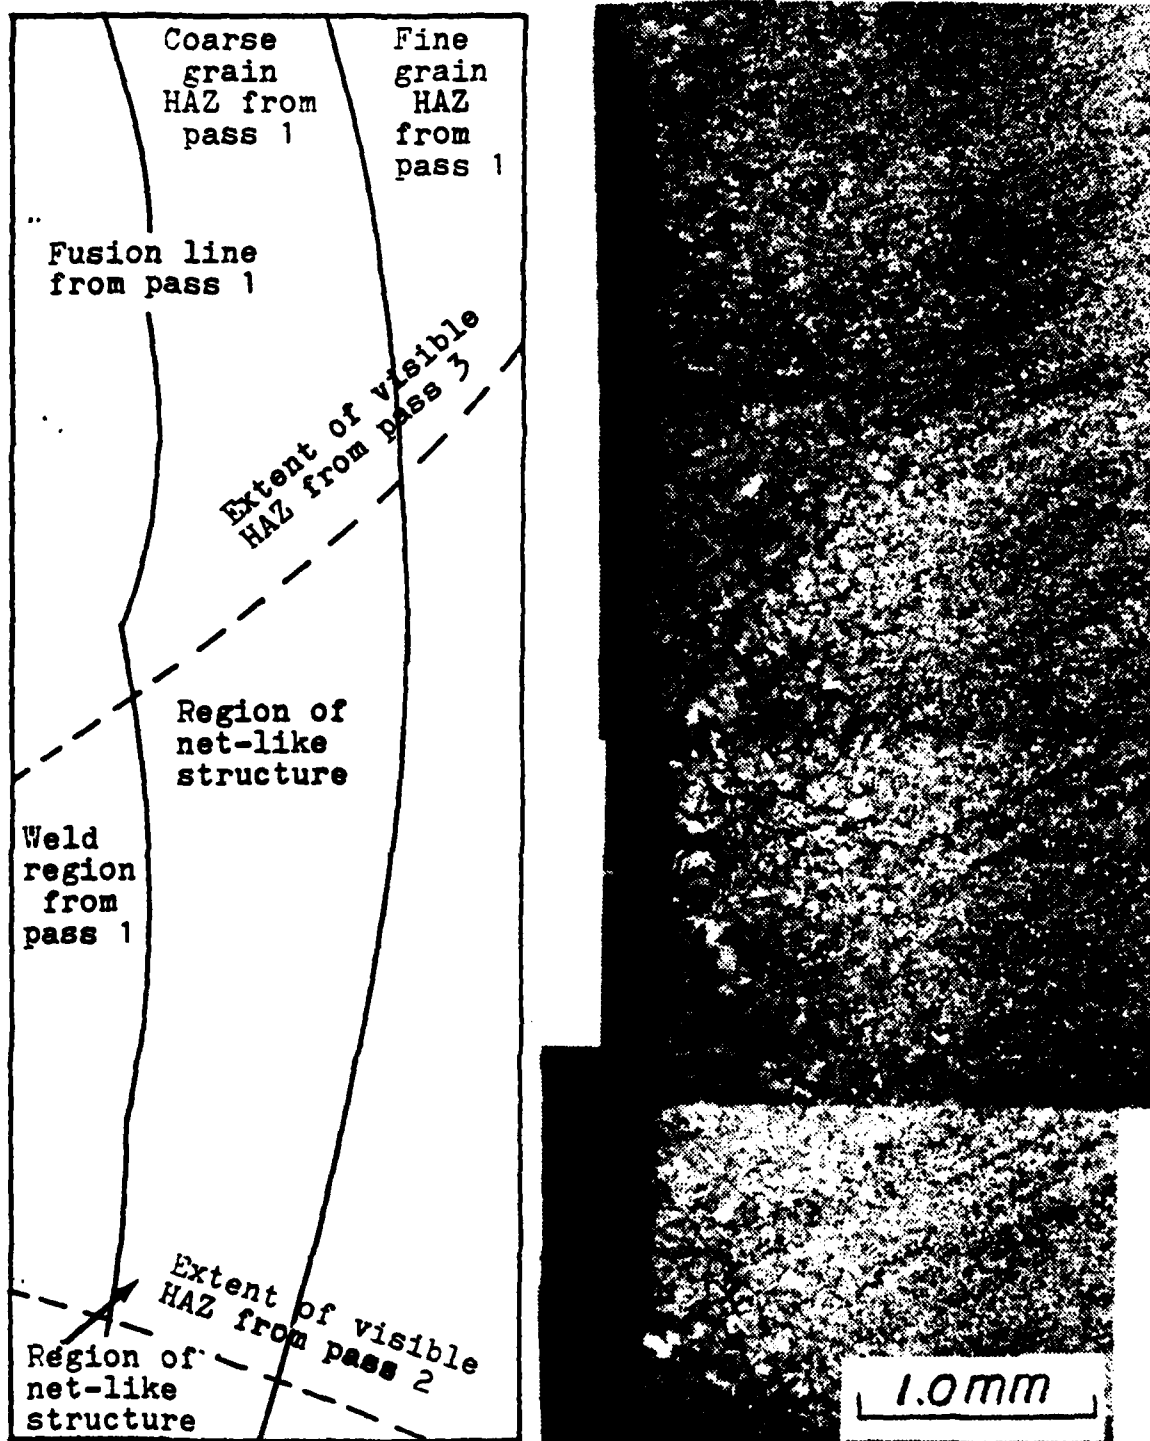 Coarse
grain
HAZ from
pass 1
Fine
grain
HAZ
from
pass 1
Fusion line
from pass 1
Extent of visible
HAZ from pass 3
Region of
net-like
structure
Weld
region
from
pass 1
Extent of visible
HAZ from pass 2
Region of
net-like
structure
1.0mm